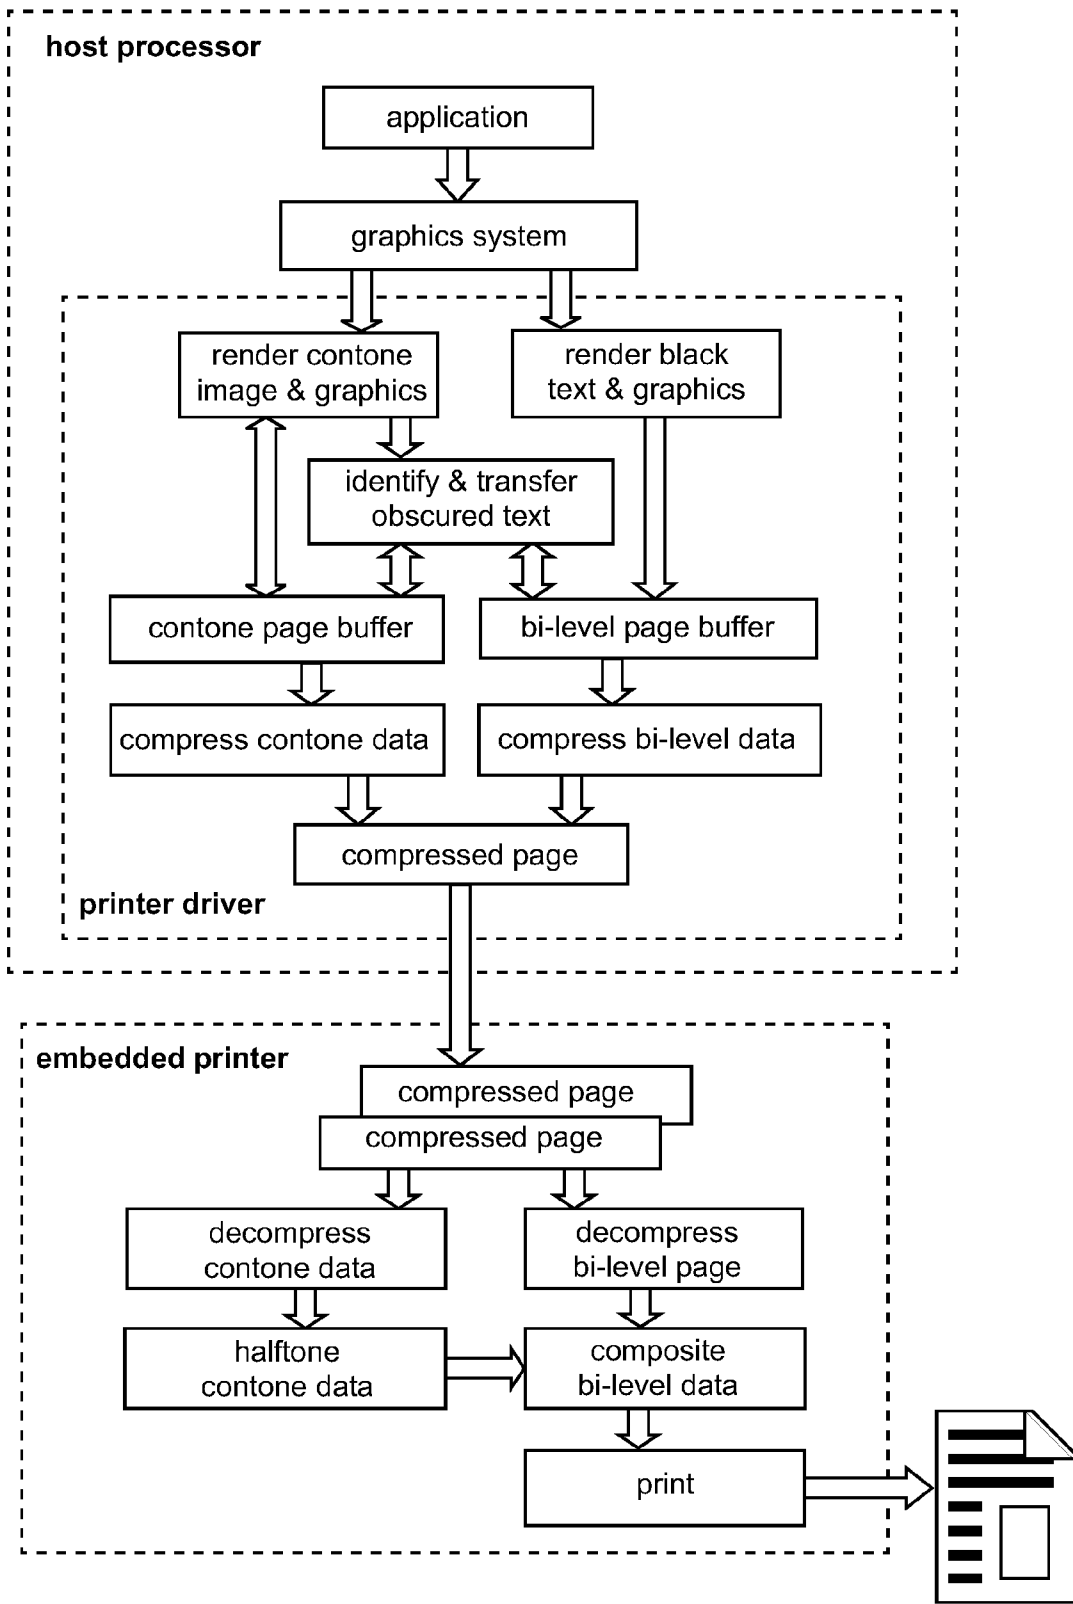 host processor
application
graphics system
render contone
image & graphics
render black
text & graphics
identify & transfer
obscured text
contone page buffer
bi-level page buffer
compress contone data
compress bi-level data
compressed page
printer driver
embedded printer
compressed page
compressed page
decompress
contone data
decompress
bi-level page
halftone
contone data
composite
bi-level data
print